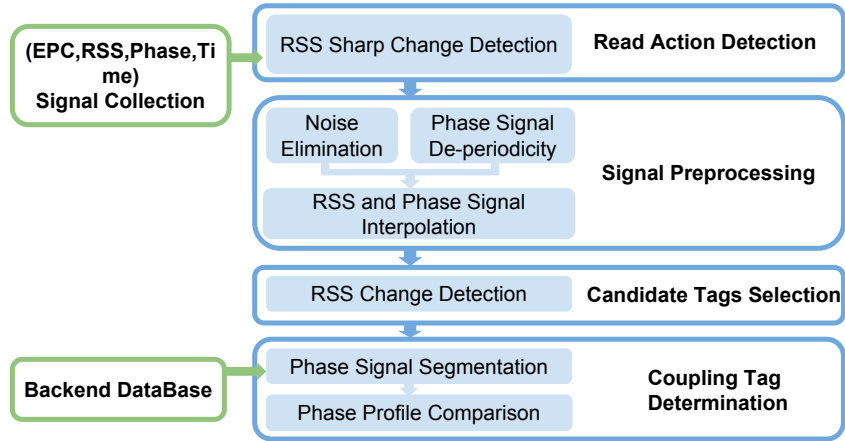 (EPC,RSS,Phase,Ti
me)
Signal Collection
RSS Sharp Change Detection
Read Action Detection
Noise
Elimination
Phase Signal
De-periodicity
RSS and Phase Signal
Interpolation
Signal Preprocessing
RSS Change Detection
Candidate Tags Selection
Backend DataBase
Phase Signal Segmentation
Phase Profile Comparison
Coupling Tag
Determination